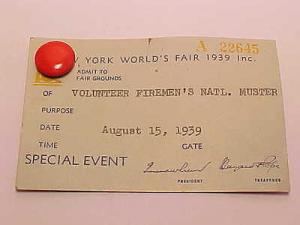 A 22645
YORK WORLD'S FAIR 1939 Inc.
ADMIT TO
FAIR GROUNDS
OF VOLUNTEER FIREMEN'S NATL. MUSTER
PURPOSE
DATE August 15, 1939
TIME GATE
SPECIAL EVENT
PRESIDENT TREASURER